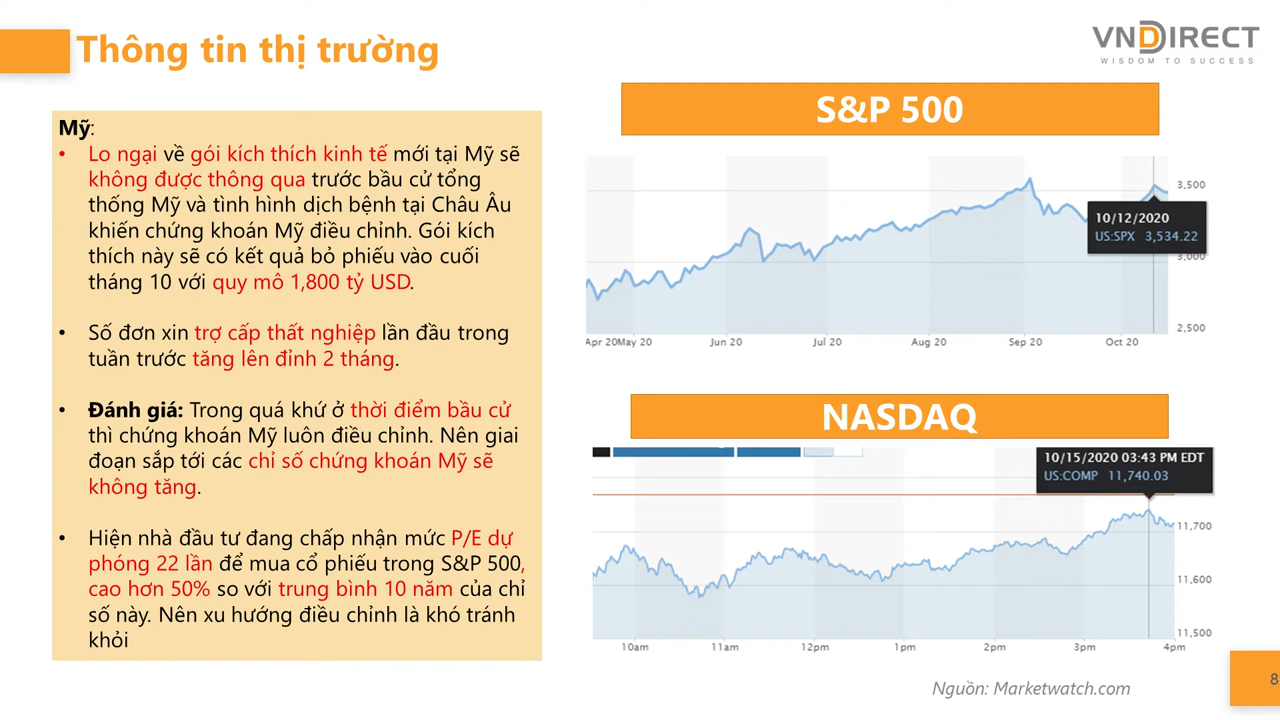 Thông tin thị trường
VNDIRECT
WISDOM TO SUCCESS
Mỹ:
• Lo ngại về gói kích thích kinh tế mới tại Mỹ sẽ
không được thông qua trước bầu cử tổng
thống Mỹ và tình hình dịch bệnh tại Châu Âu
khiến chứng khoán Mỹ điều chỉnh. Gói kích
thích này sẽ có kết quả bỏ phiếu vào cuối
tháng 10 với quy mô 1,800 tỷ USD.
• Số đơn xin trợ cấp thất nghiệp lần đầu trong
tuần trước tăng lên đỉnh 2 tháng.
• Đánh giá: Trong quá khứ ở thời điểm bầu cử
thì chứng khoán Mỹ luôn điều chỉnh. Nên giai
đoạn sắp tới các chỉ số chứng khoán Mỹ sẽ
không tăng.
• Hiện nhà đầu tư đang chấp nhận mức P/E dự
phóng 22 lần để mua cổ phiếu trong S&P 500,
cao hơn 50% so với trung bình 10 năm của chỉ
số này. Nên xu hướng điều chỉnh là khó tránh
khỏi
S&P 500
3,500
10/12/2020
US:SPX 3,534.22
3,000
2,500
Apr 20 May 20 Jun 20 Jul 20 Aug 20 Sep 20 Oct 20
NASDAQ
10/15/2020 03:43 PM EDT
US:COMP 11,740.03
11,700
11,600
11,500
10am 11am 12pm 1pm 2pm 3pm 4pm
Nguồn: Marketwatch.com
8